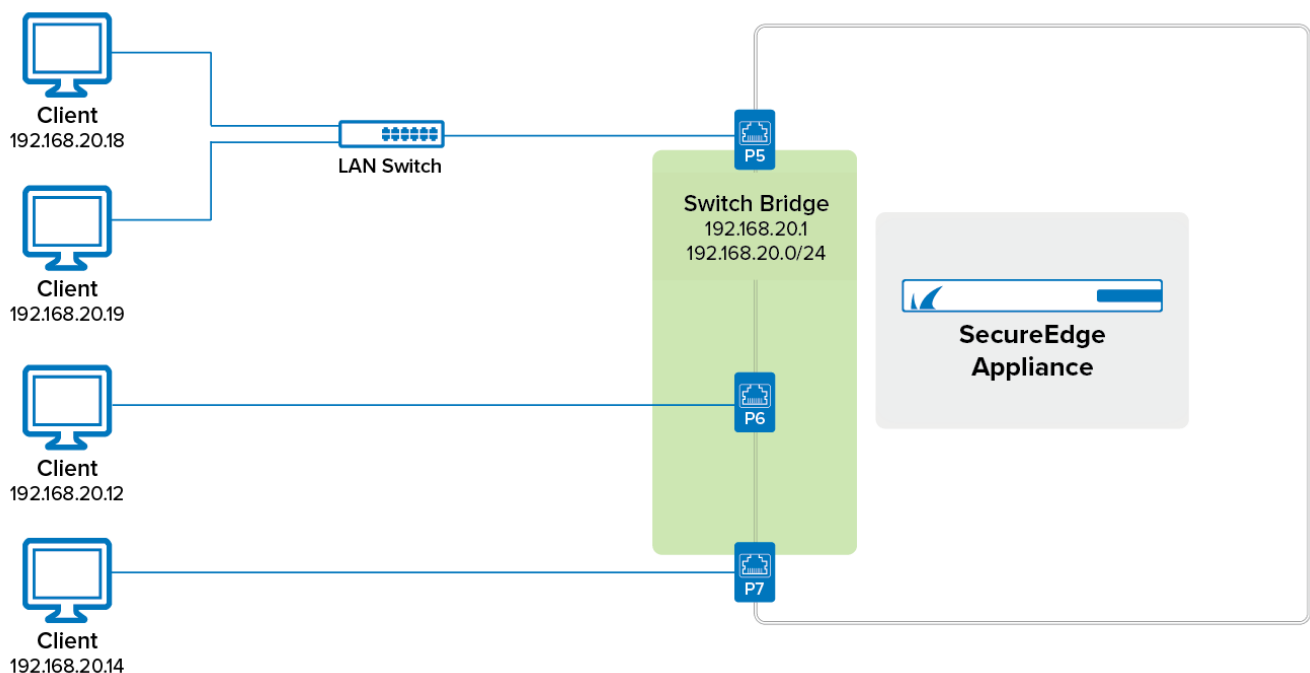 Client
192.168.20.18
LAN Switch
P5
Client
192.168.20.19
Switch Bridge
192.168.20.1
192.168.20.0/24
SecureEdge
Appliance
Client
192.168.20.12
P6
Client
192.168.20.14
P7